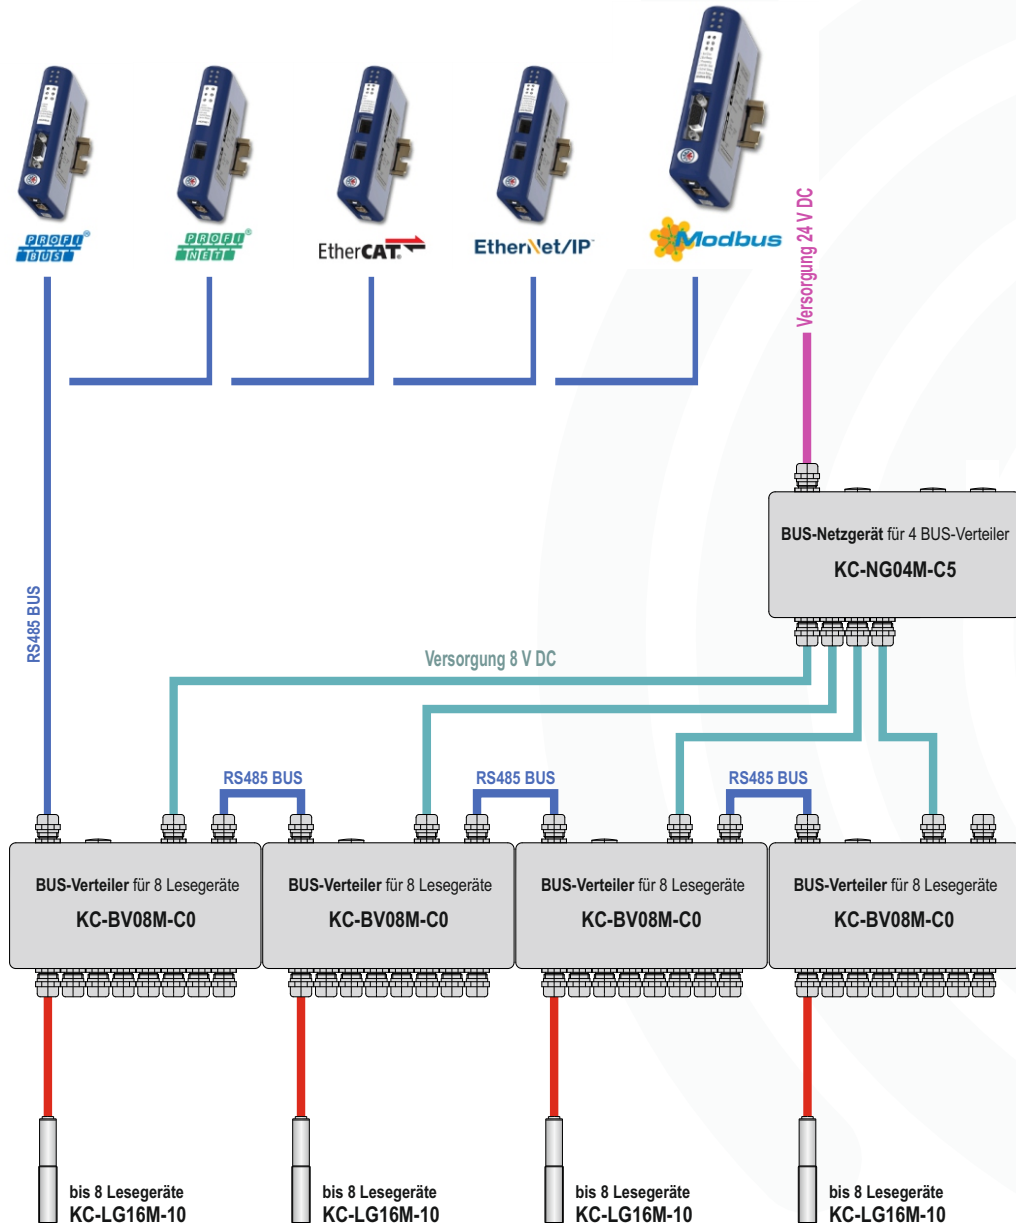 PROFI®
BUS
PROFI®
NET
EtherCAT®
EtherNet/IP™
Modbus
Versorgung 24 V DC
BUS-Netzgerät für 4 BUS-Verteiler
KC-NG04M-C5
RS485 BUS
Versorgung 8 V DC
RS485 BUS
RS485 BUS
RS485 BUS
BUS-Verteiler für 8 Lesegeräte
KC-BV08M-C0
BUS-Verteiler für 8 Lesegeräte
KC-BV08M-C0
BUS-Verteiler für 8 Lesegeräte
KC-BV08M-C0
BUS-Verteiler für 8 Lesegeräte
KC-BV08M-C0
bis 8 Lesegeräte
KC-LG16M-10
bis 8 Lesegeräte
KC-LG16M-10
bis 8 Lesegeräte
KC-LG16M-10
bis 8 Lesegeräte
KC-LG16M-10